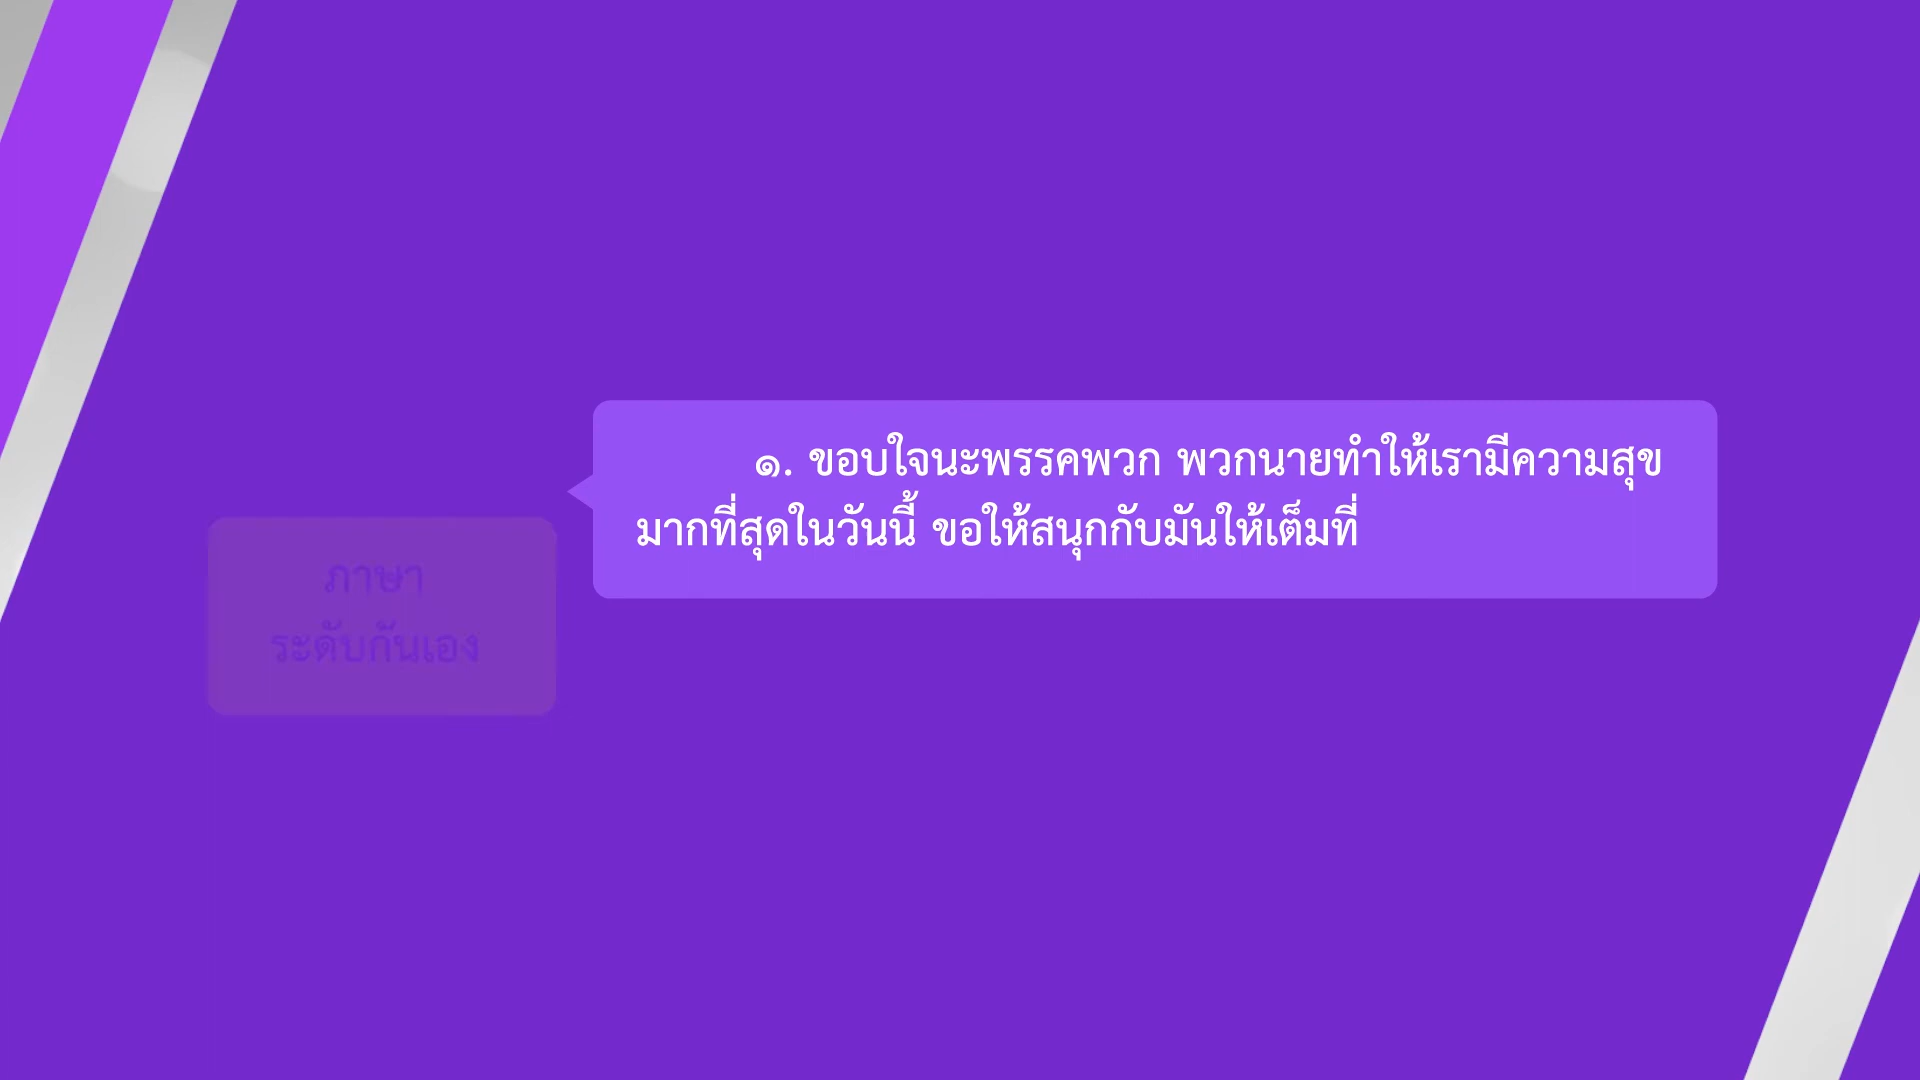 ๑. ขอบใจนะพรรคพวก พวกนายทำให้เรามีความสุข
มากที่สุดในวันนี้ ขอให้สนุกกับมันให้เต็มที่
ภาษา
ระดับกันเอง